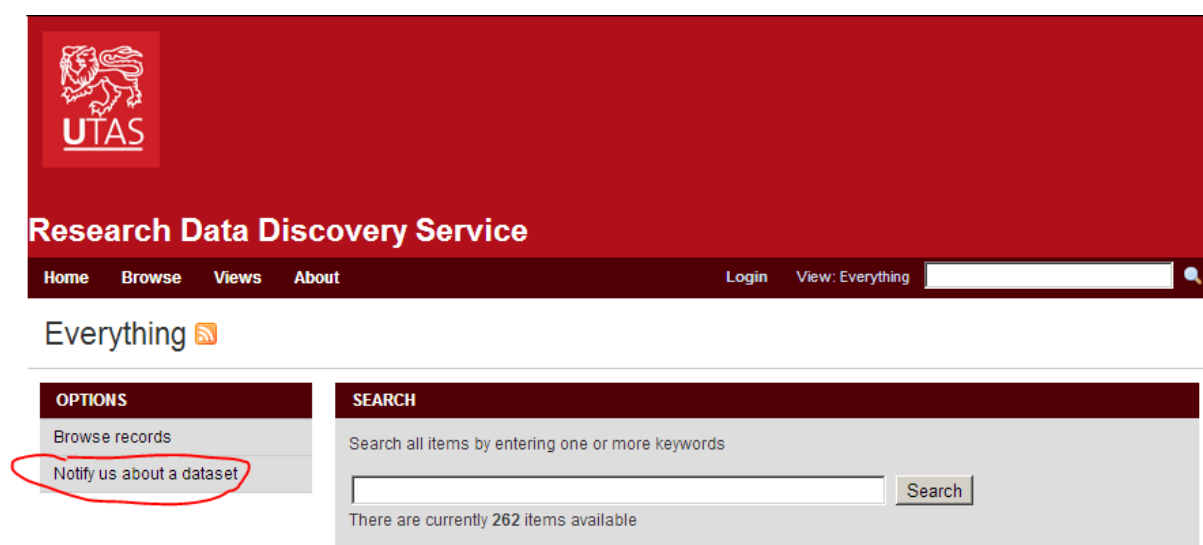 UTAS
Research Data Discovery Service
Home Browse Views About Login View: Everything
Everything
OPTIONS
Browse records
Notify us about a dataset
SEARCH
Search all items by entering one or more keywords
Search
There are currently 262 items available